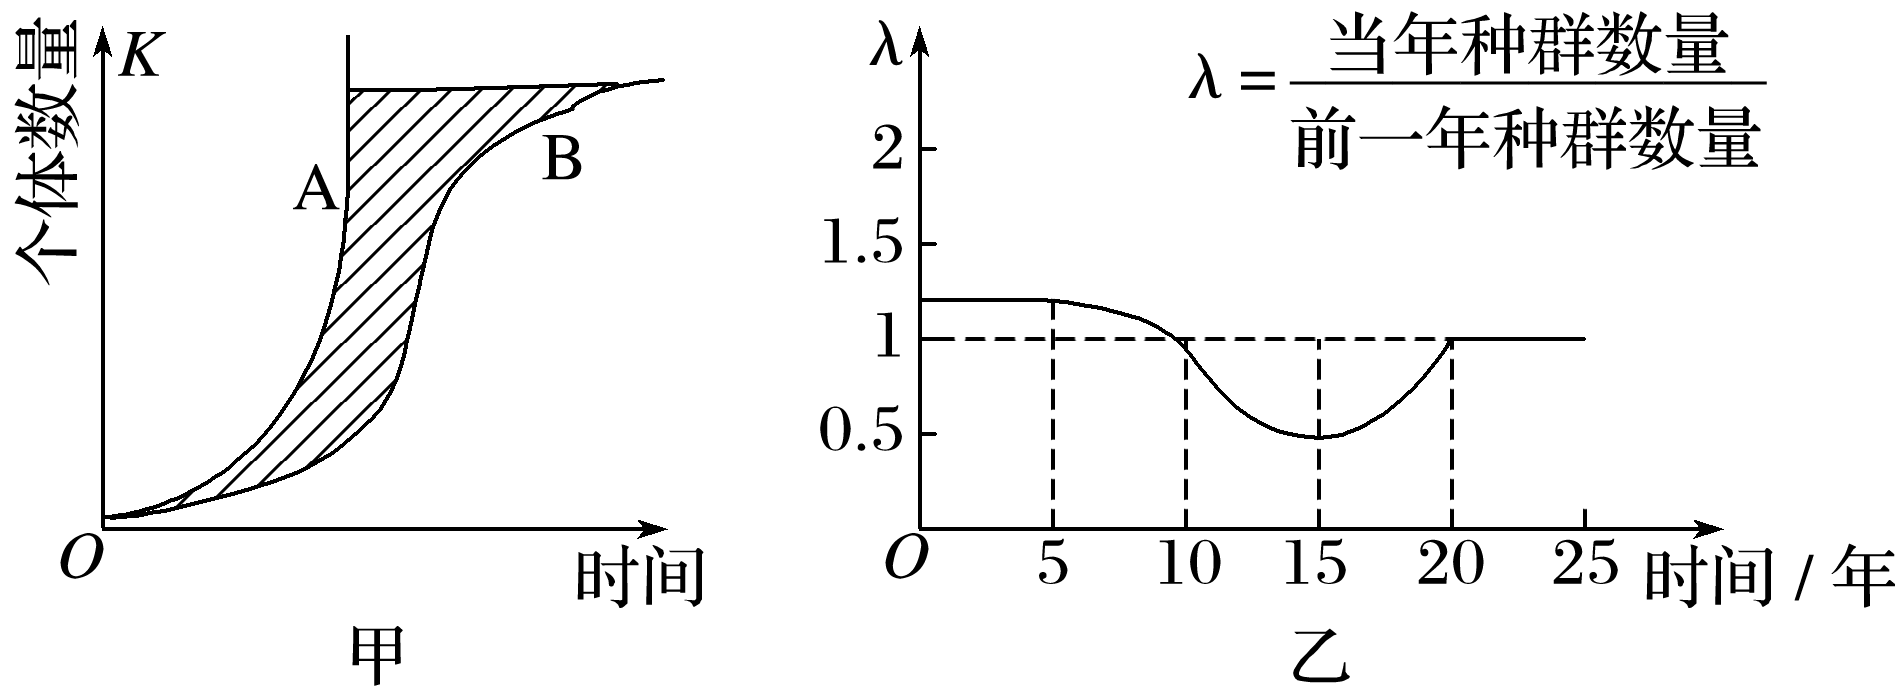 个体数量
K
A
B
O
时间
甲
λ
λ = 当年种群数量 / 前一年种群数量
2
1.5
1
0.5
O
5 10 15 20 25 时间 / 年
乙